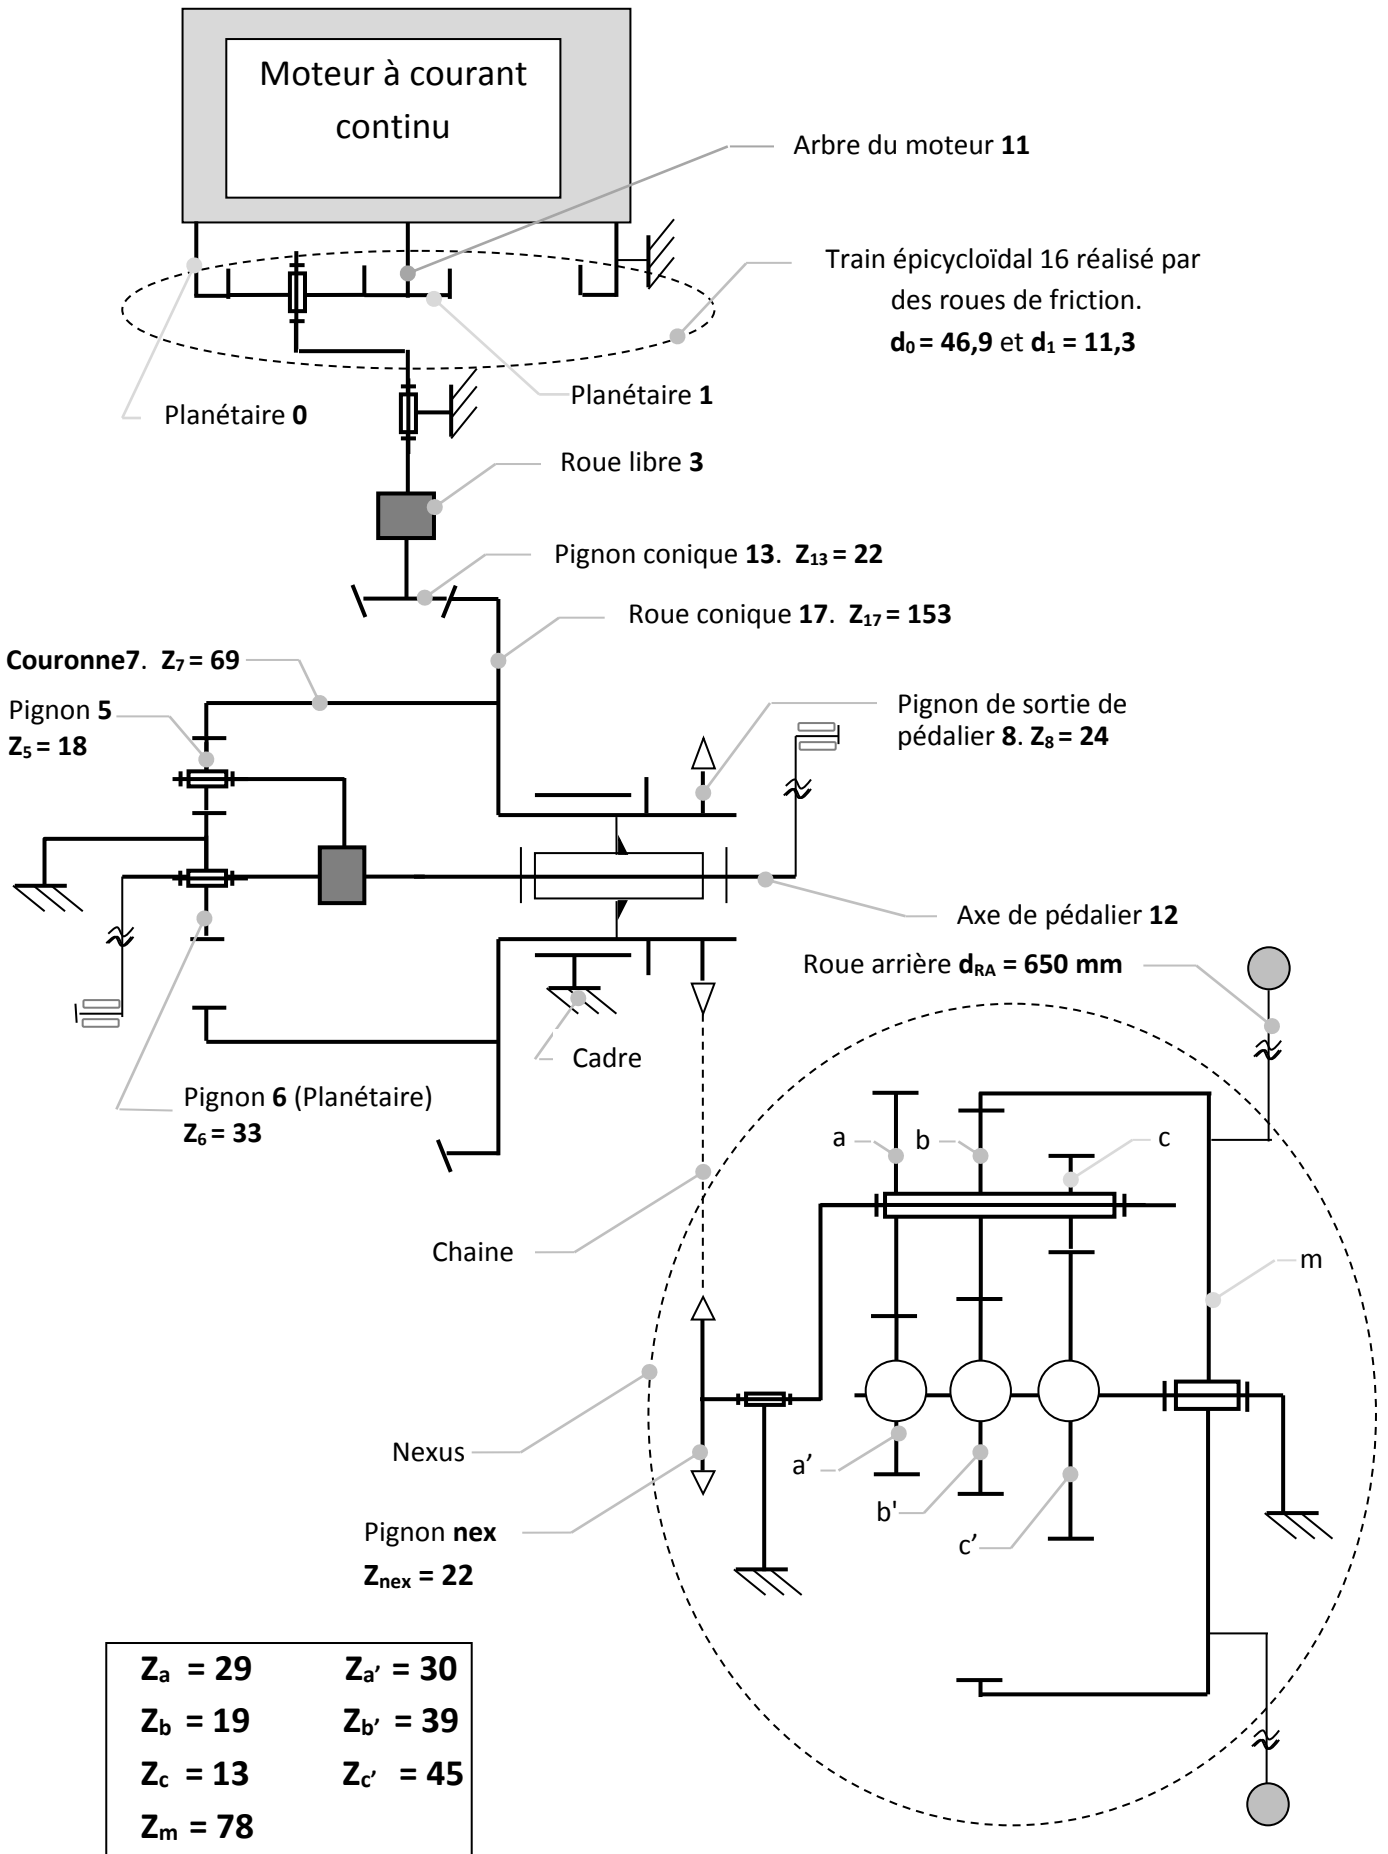 Moteur à courant
continu
Arbre du moteur 11
Train épicycloïdal 16 réalisé par
des roues de friction.
d0 = 46,9 et d1 = 11,3
Planétaire 1
Planétaire 0
Roue libre 3
Pignon conique 13. Z13 = 22
Roue conique 17. Z17 = 153
Couronne7. Z7 = 69
Pignon 5
Z5 = 18
Pignon de sortie de
pédalier 8. Z8 = 24
Axe de pédalier 12
Roue arrière dRA = 650 mm
Cadre
Pignon 6 (Planétaire)
Z6 = 33
a
b
c
Chaine
m
Nexus
a’
b'
c’
Pignon nex
Znex = 22
Za = 29 Za’ = 30
Zb = 19 Zb’ = 39
Zc = 13 Zc’ = 45
Zm = 78